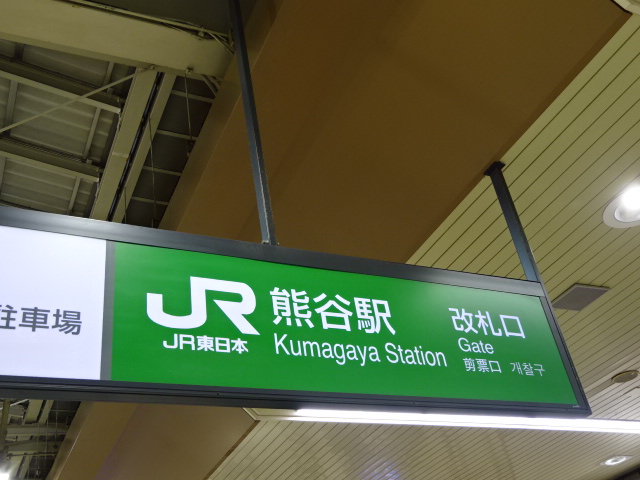 駐車場
JR
JR東日本
熊谷駅
Kumagaya Station
改札口
Gate
剪票口 개찰구